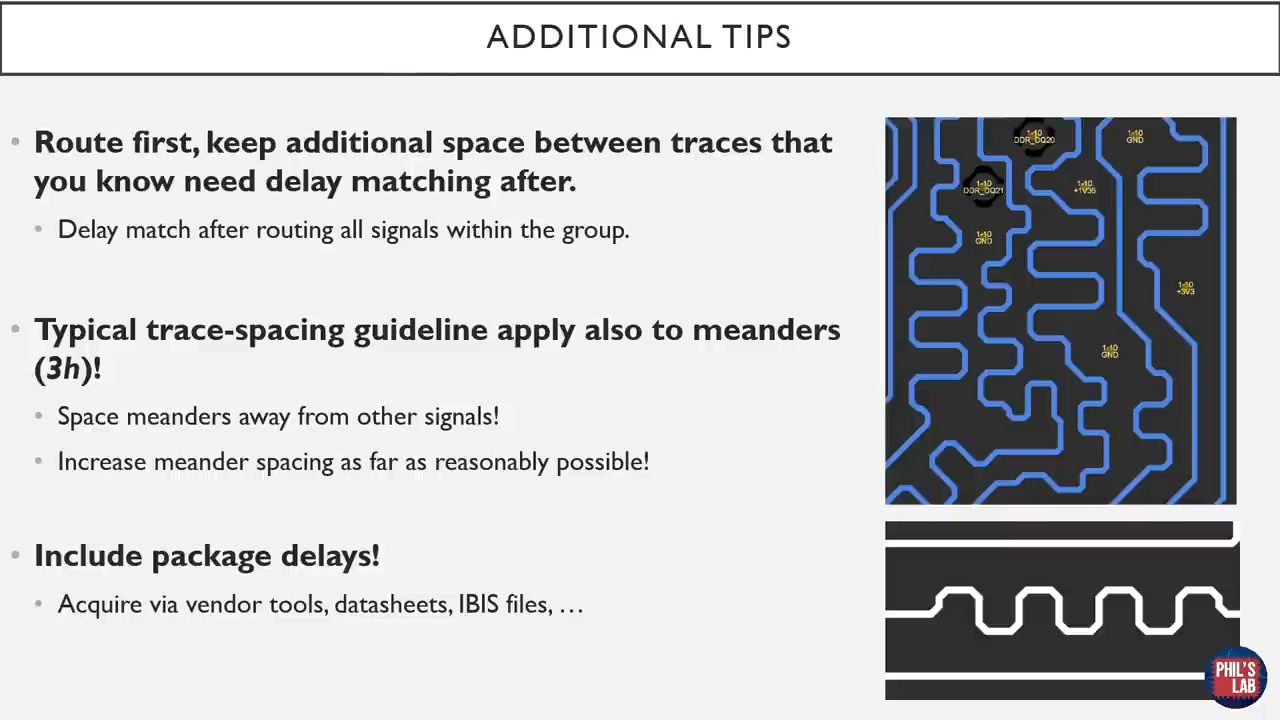 ADDITIONAL TIPS
Route first, keep additional space between traces that
you know need delay matching after.
Delay match after routing all signals within the group.
Typical trace-spacing guideline apply also to meanders
(3h)!
Space meanders away from other signals!
Increase meander spacing as far as reasonably possible!
Include package delays!
Acquire via vendor tools, datasheets, IBIS files, …
1-10
DDR_DQ20
1-10
GND
1-10
DDR_DQ21
1-10
+1V35
1-10
GND
1-10
+3V3
1-10
GND
PHIL'S
LAB